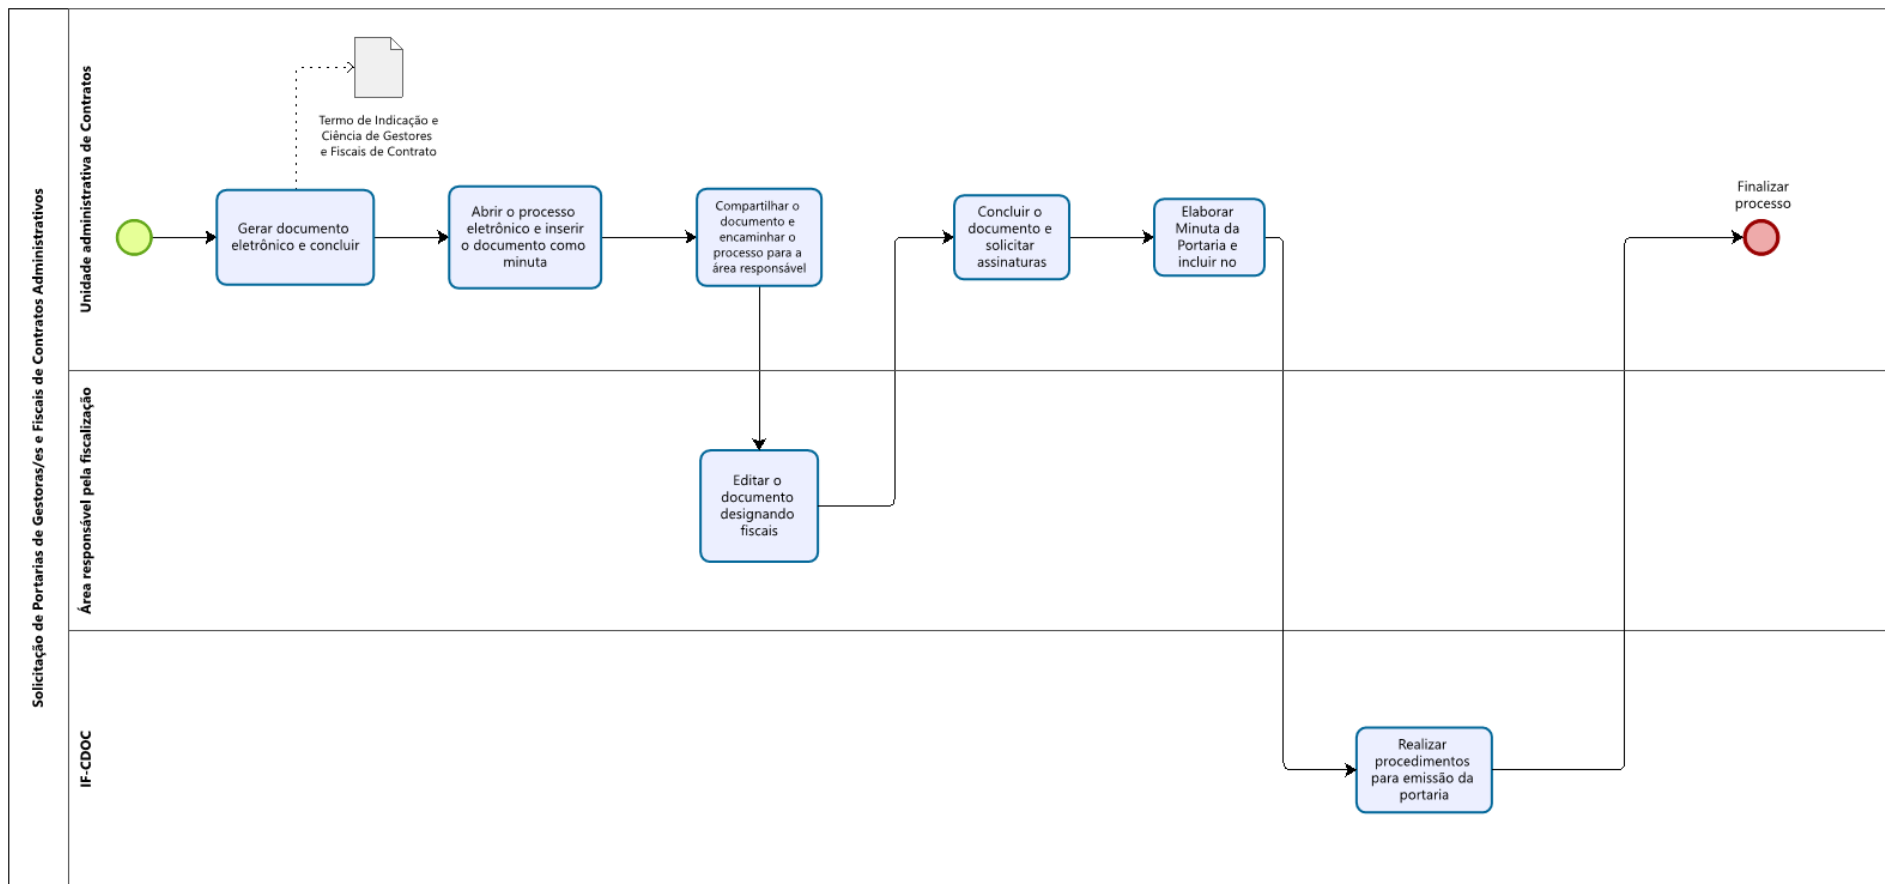 Solicitação de Portarias de Gestoras/es e Fiscais de Contratos Administrativos
Unidade administrativa de Contratos
Termo de Indicação e
Ciência de Gestores
e Fiscais de Contrato
Gerar documento
eletrônico e concluir
Abrir o processo
eletrônico e inserir
o documento como
minuta
Compartilhar o
documento e
encaminhar o
processo para a
área responsável
Concluir o
documento e
solicitar
assinaturas
Elaborar
Minuta da
Portaria e
incluir no
Finalizar
processo
Área responsável pela fiscalização
Editar o
documento
designando
fiscais
IF-CDOC
Realizar
procedimentos
para emissão da
portaria